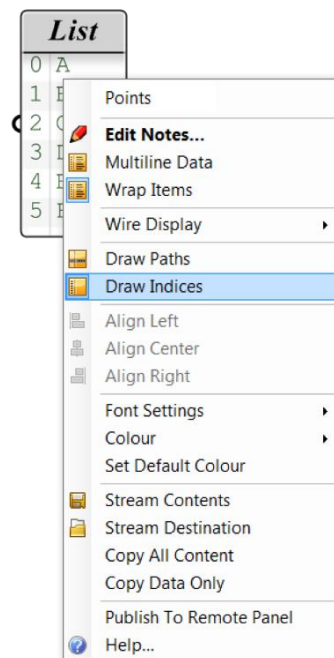 List
0 A
1
2
3
4
5
Points
Edit Notes...
Multiline Data
Wrap Items
Wire Display
Draw Paths
Draw Indices
Align Left
Align Center
Align Right
Font Settings
Colour
Set Default Colour
Stream Contents
Stream Destination
Copy All Content
Copy Data Only
Publish To Remote Panel
Help...